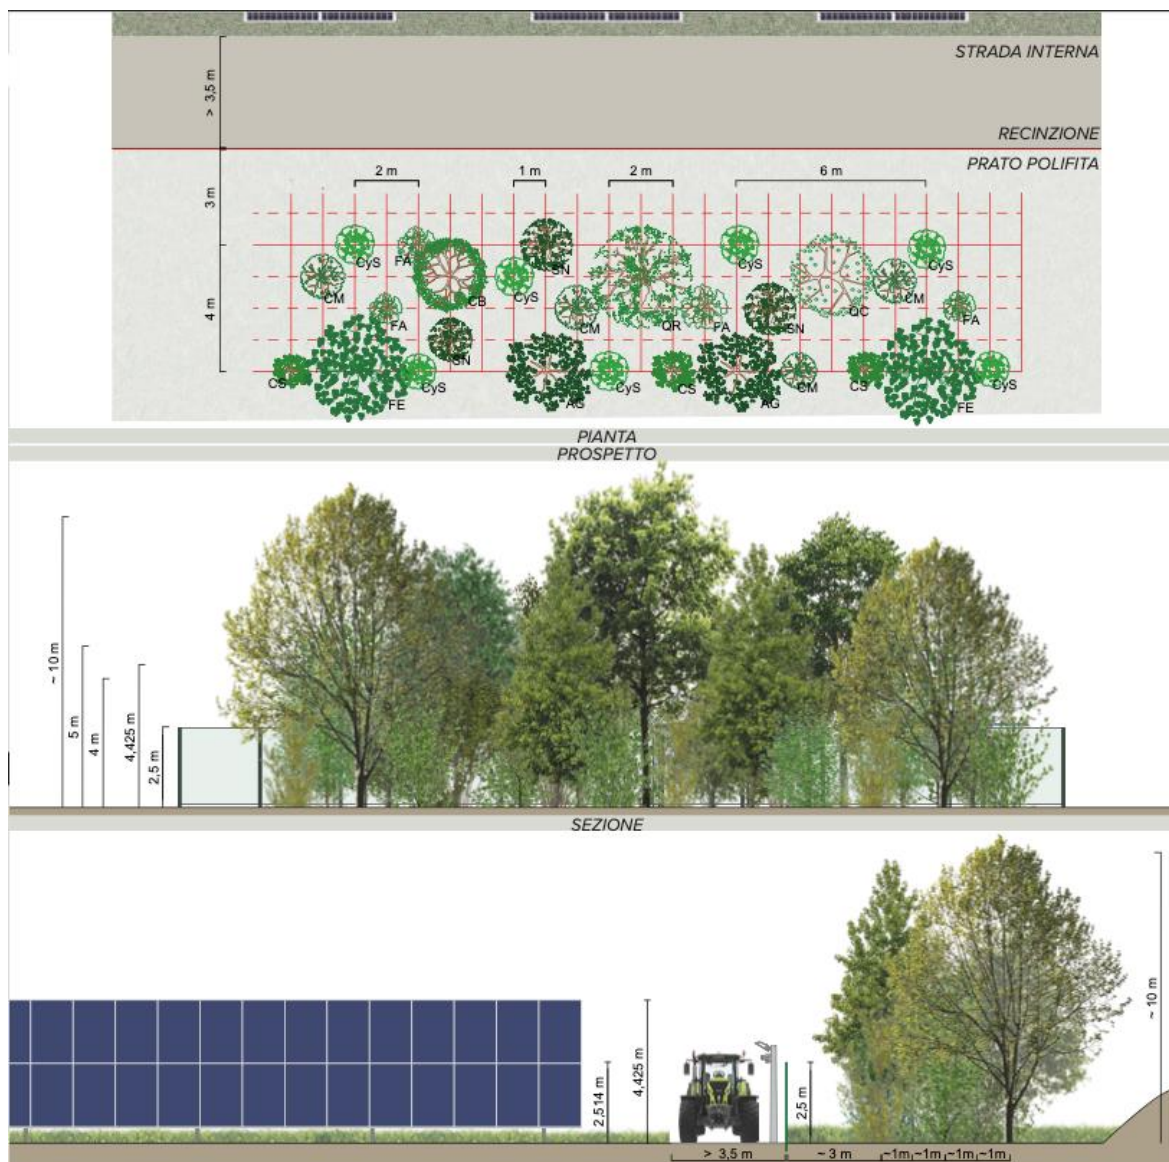 STRADA INTERNA
> 3,5 m
RECINZIONE
PRATO POLIFITA
2 m
1 m
2 m
6 m
3 m
4 m
CyS
FA
SN
CyS
CyS
CM
CB
CyS
QC
CM
FA
CM
QR
FA
SN
FA
SN
CS
FE
CyS
AG
CyS
CS
AG
CM
CS
FE
CyS
PIANTA
PROSPETTO
~ 10 m
5 m
4 m
4,425 m
2,5 m
SEZIONE
2,514 m
4,425 m
2,5 m
~ 10 m
> 3,5 m
~ 3 m
~1m
~1m
~1m
~1m